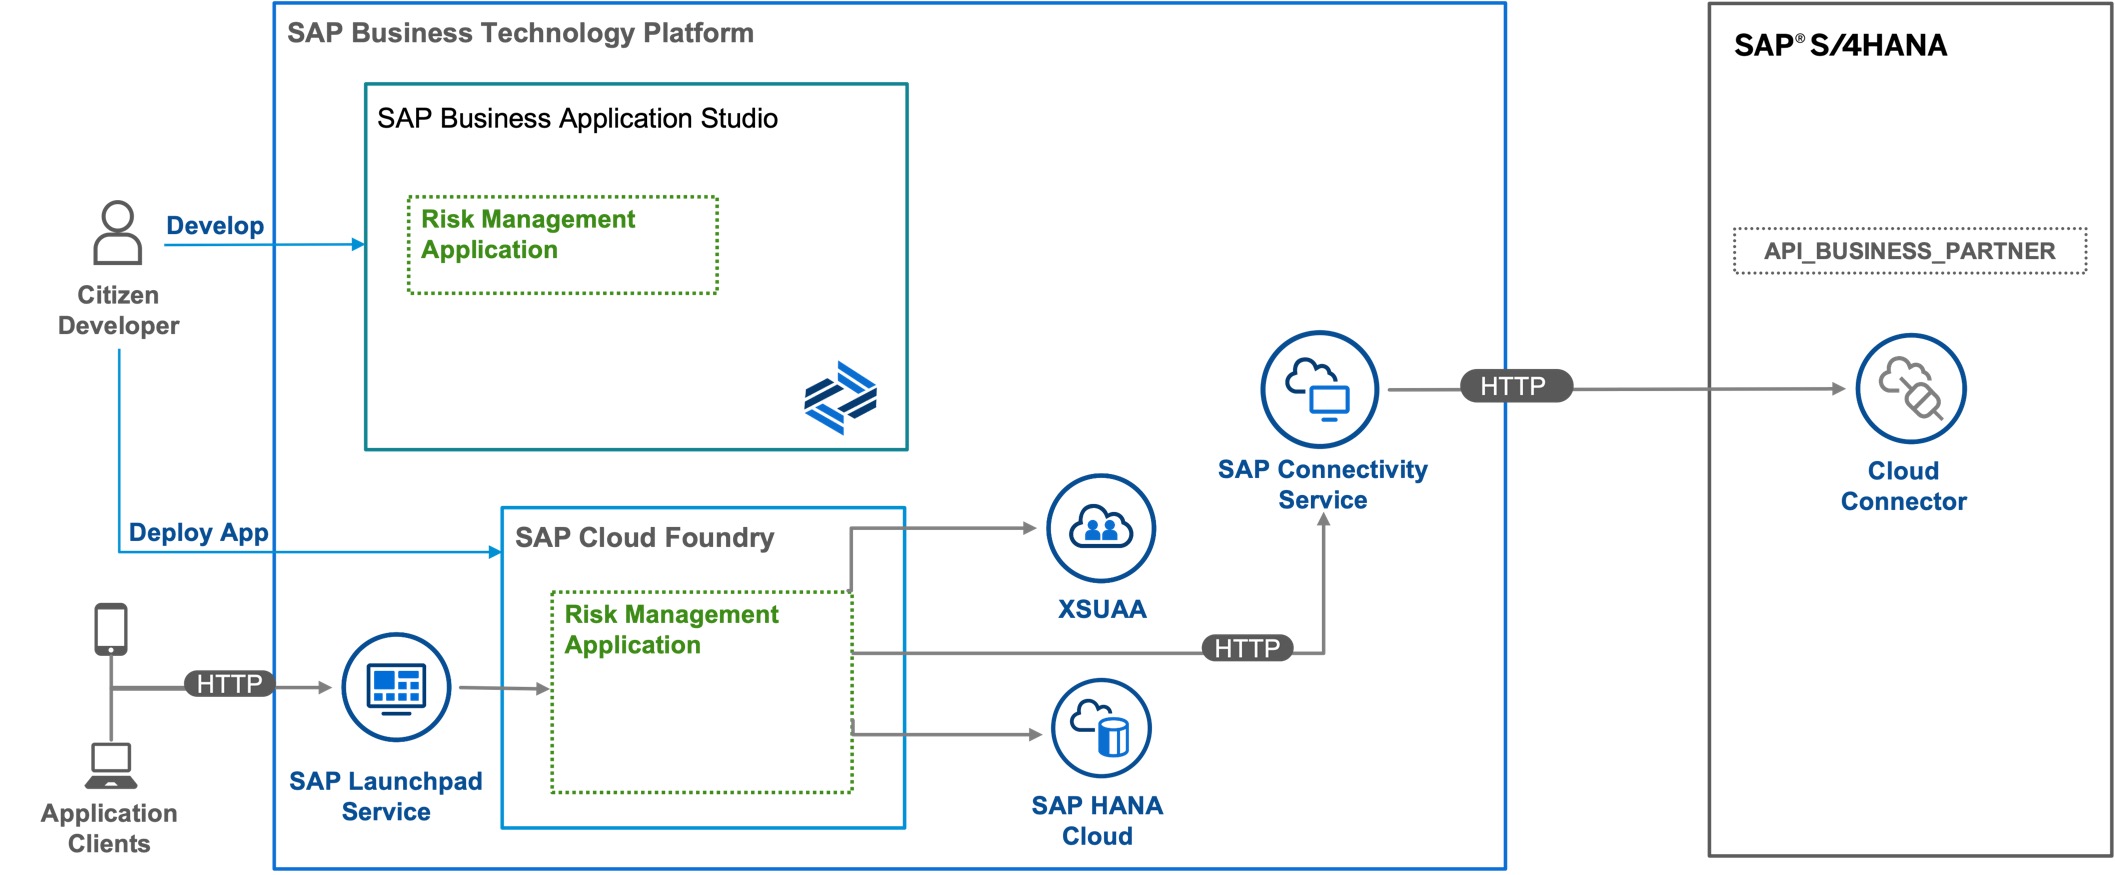 SAP Business Technology Platform
SAP® S/4HANA
SAP Business Application Studio
Risk Management
Application
Develop
Citizen
Developer
API_BUSINESS_PARTNER
HTTP
SAP Connectivity
Service
Cloud
Connector
Deploy App
SAP Cloud Foundry
XSUAA
Risk Management
Application
HTTP
HTTP
SAP Launchpad
Service
SAP HANA
Cloud
Application
Clients